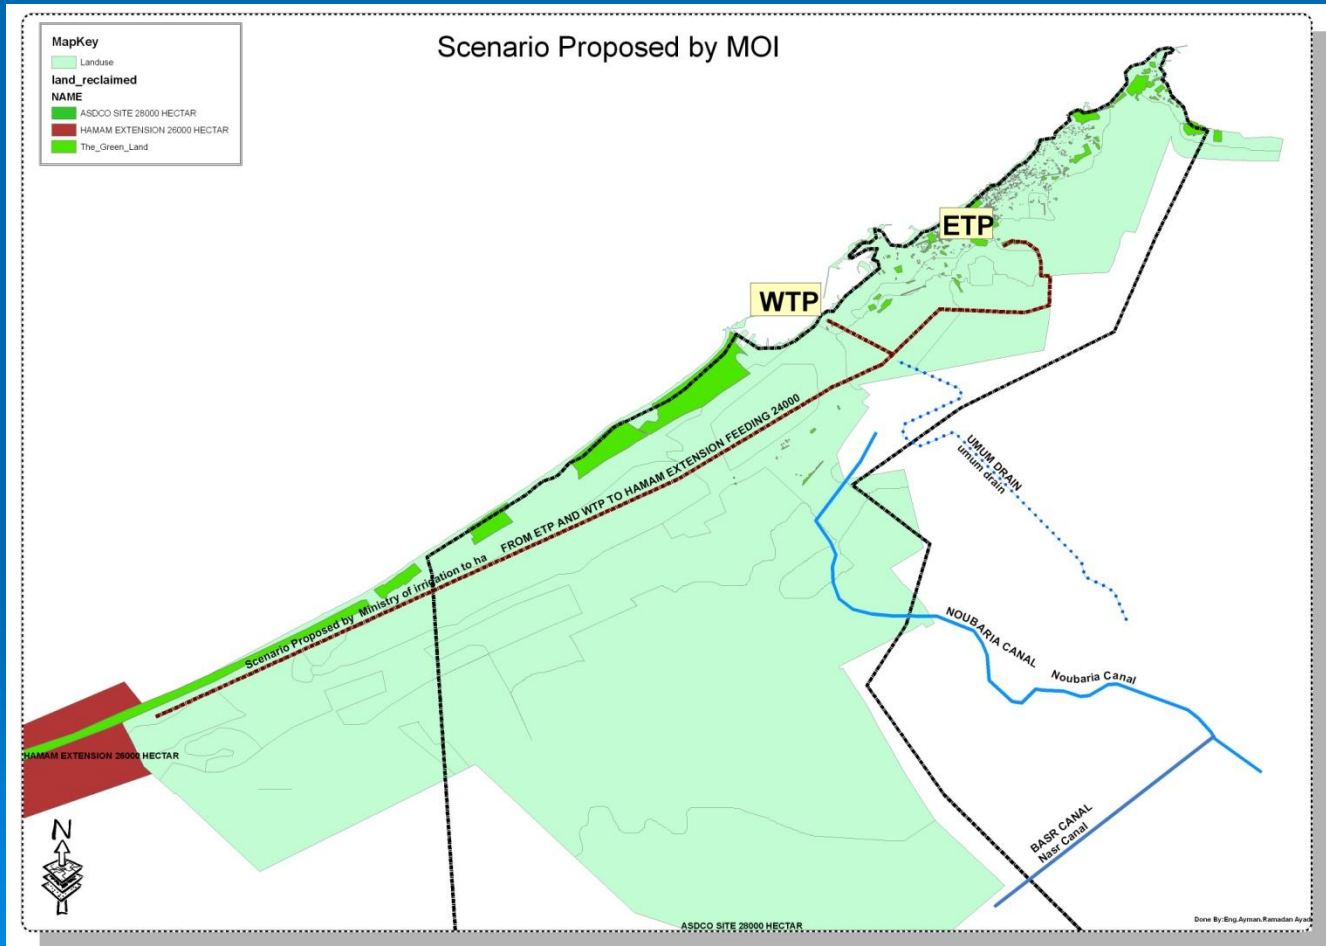 Scenario Proposed by MOI
MapKey
Landuse
land_reclaimed
NAME
ASDCO SITE 28000 HECTAR
HAMAM EXTENSION 26000 HECTAR
The_Green_Land
ETP
WTP
FROM ETP AND WTP TO HAMAM EXTENSION FEEDING 24000
UMUM DRAIN
umum drain
Scenario Proposed by Ministry of irrigation to ha
NOUBARIA CANAL
Noubaria Canal
HAMAM EXTENSION 26000 HECTAR
BASR CANAL
Nasr Canal
N
ASDCO SITE 28000 HECTAR
Done By:Eng.Ayman.Ramadan Ayad